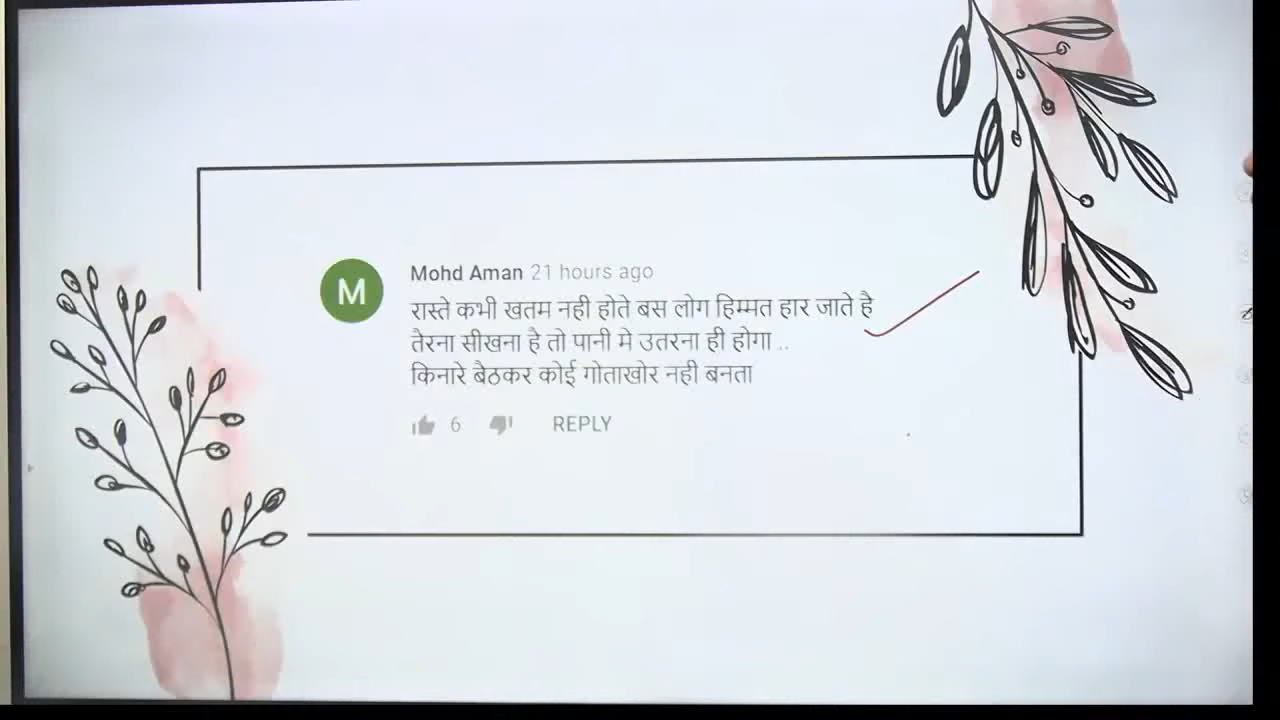 M
Mohd Aman 21 hours ago
रास्ते कभी खतम नही होते बस लोग हिम्मत हार जाते है
तैरना सीखना है तो पानी मे उतरना ही होगा ..
किनारे बैठकर कोई गोताखोर नही बनता
6 REPLY